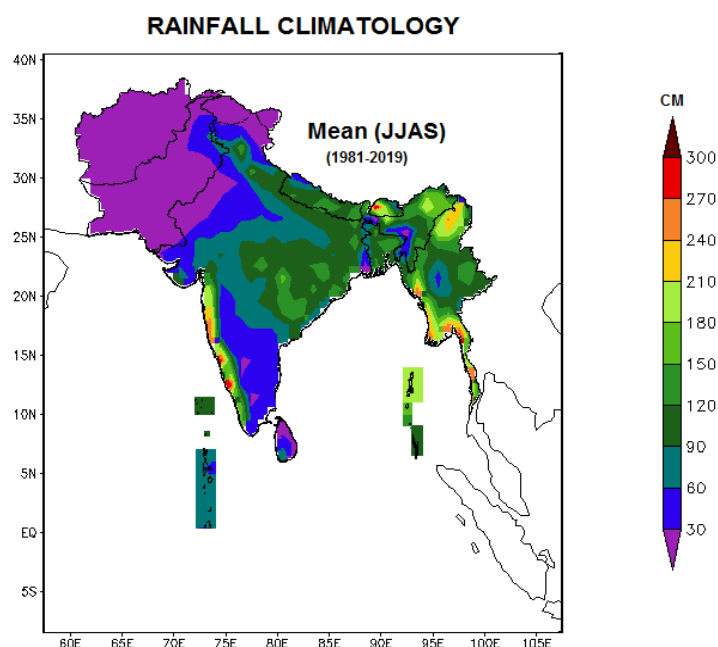 RAINFALL CLIMATOLOGY
Mean (JJAS)
(1981-2019)
CM
300
270
240
210
180
150
120
90
60
30
40N
35N
30N
25N
20N
15N
10N
5N
EQ
5S
60E 65E 70E 75E 80E 85E 90E 95E 100E 105E